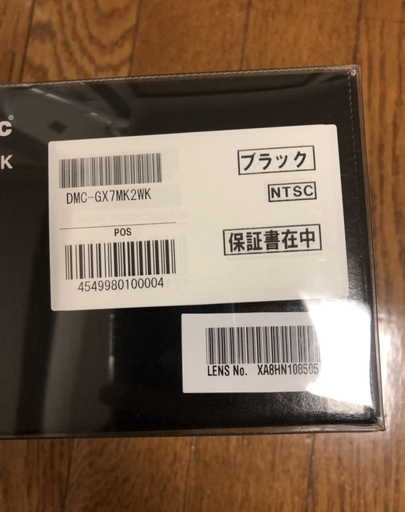 c®
K
DMC-GX7MK2WK
ブラック
NTSC
POS
保証書在中
4549980100004
LENS No. XA8HN108505